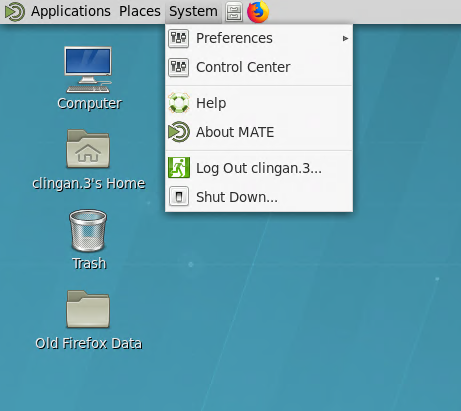 Applications Places System
Preferences
Control Center
Help
About MATE
Log Out clingan.3...
Shut Down...
Computer
clingan.3's Home
Trash
Old Firefox Data